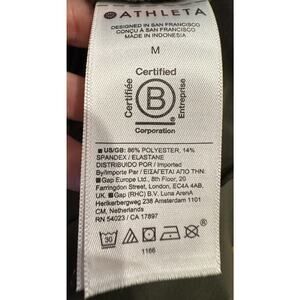 ATHLETA
DESIGNED IN SAN FRANCISCO
CONÇU A SAN FRANCISCO
MADE IN INDONESIA
M
Certified
Certifiée
B
Entreprise
Corporation
US/GB: 86% POLYESTER, 14%
SPANDEX / ELASTANE
DISTRIBUIDO POR / Imported
By/Importe Par / ΕΙΣΑΓΕΤΑΙ ΑΠΟ ΤΗΝ:
Gap Europe Ltd., 8th Floor, 20
Farringdon Street, London, EC4A 4AB,
UK. Gap (RHC) B.V. Luna ArenA
Herikerbergweg 238 Amsterdam 1101
CM, Netherlands
RN 54023 / CA 17897
30
1166